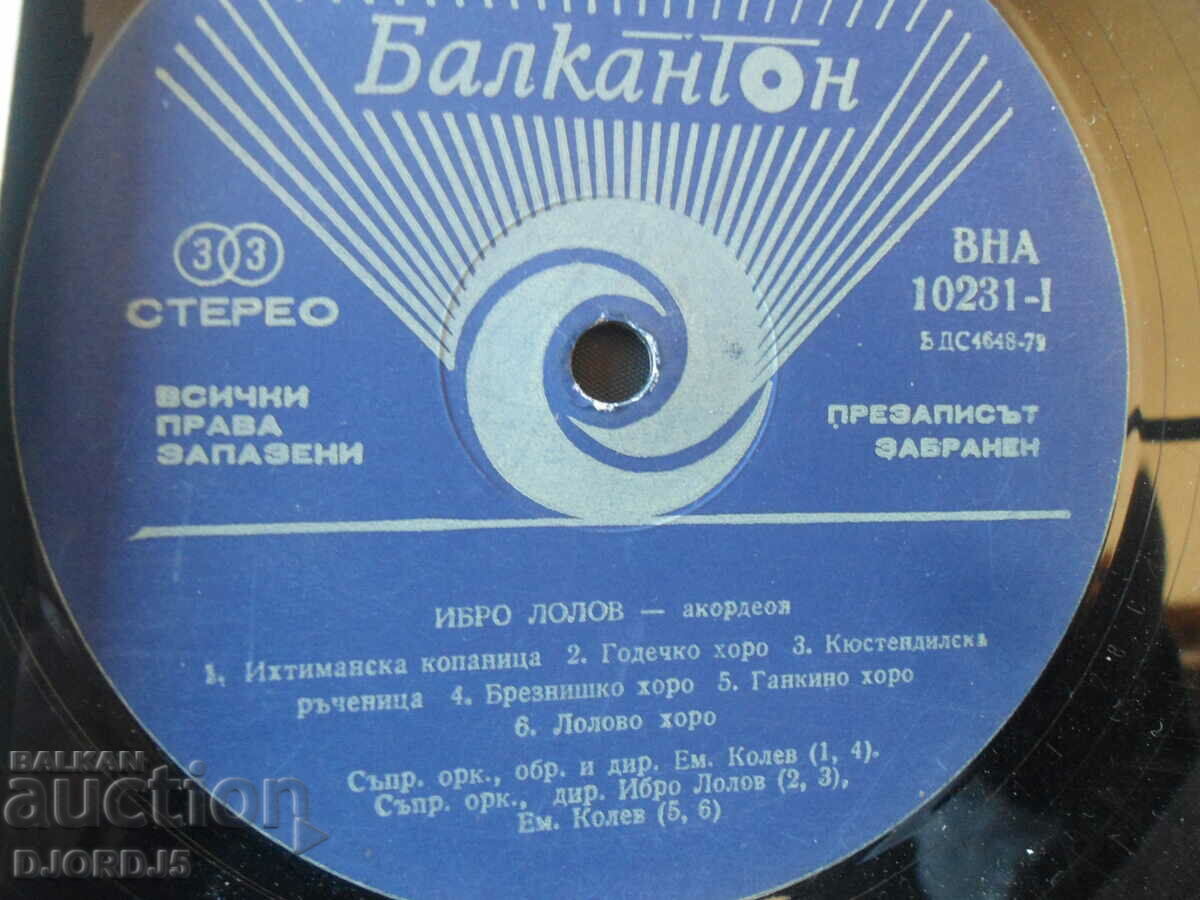 Балкантон
33
СТЕРЕО
ВНА
10231-I
БДС4648-7
ВСИЧКИ
ПРАВА
ЗАПАЗЕНИ
ПРЕЗАПИСЪТ
ЗАБРАНЕН
ИБРО ЛОЛОВ — акордеон
1. Ихтиманска копаница 2. Годечко хоро 3. Кюстендилска
ръченица 4. Брезнишко хоро 5. Ганкино хоро
6. Лолово хоро
Съпр. орк., обр. и дир. Ем. Колев (1, 4).
Съпр. орк., дир. Ибро Лолов (2, 3),
Ем. Колев (5, 6)
BALKAN
auction
DJORDJ5